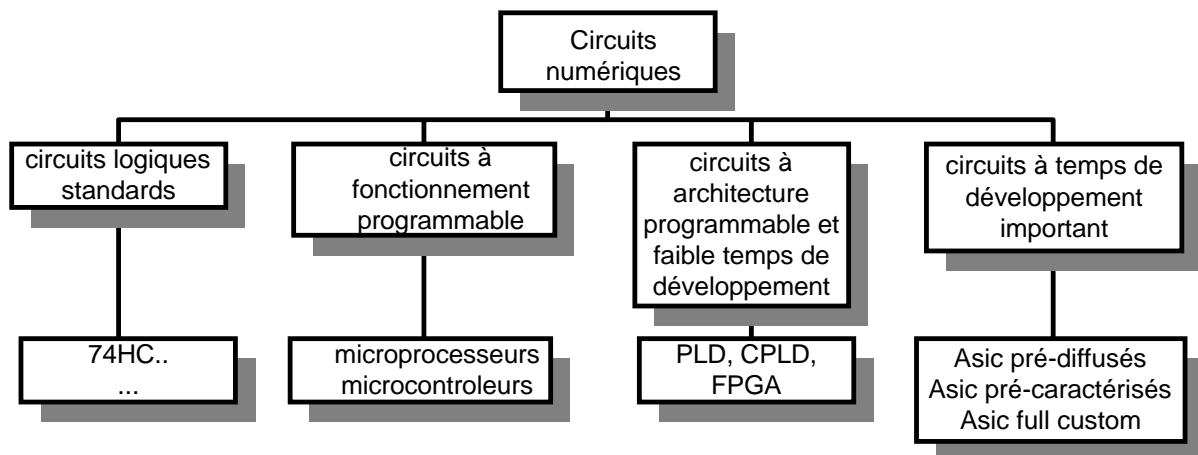 Circuits
numériques
circuits logiques
standards
circuits à
fonctionnement
programmable
circuits à
architecture
programmable et
faible temps de
développement
circuits à temps de
développement
important
74HC..
...
microprocesseurs
microcontroleurs
PLD, CPLD,
FPGA
Asic pré-diffusés
Asic pré-caractérisés
Asic full custom